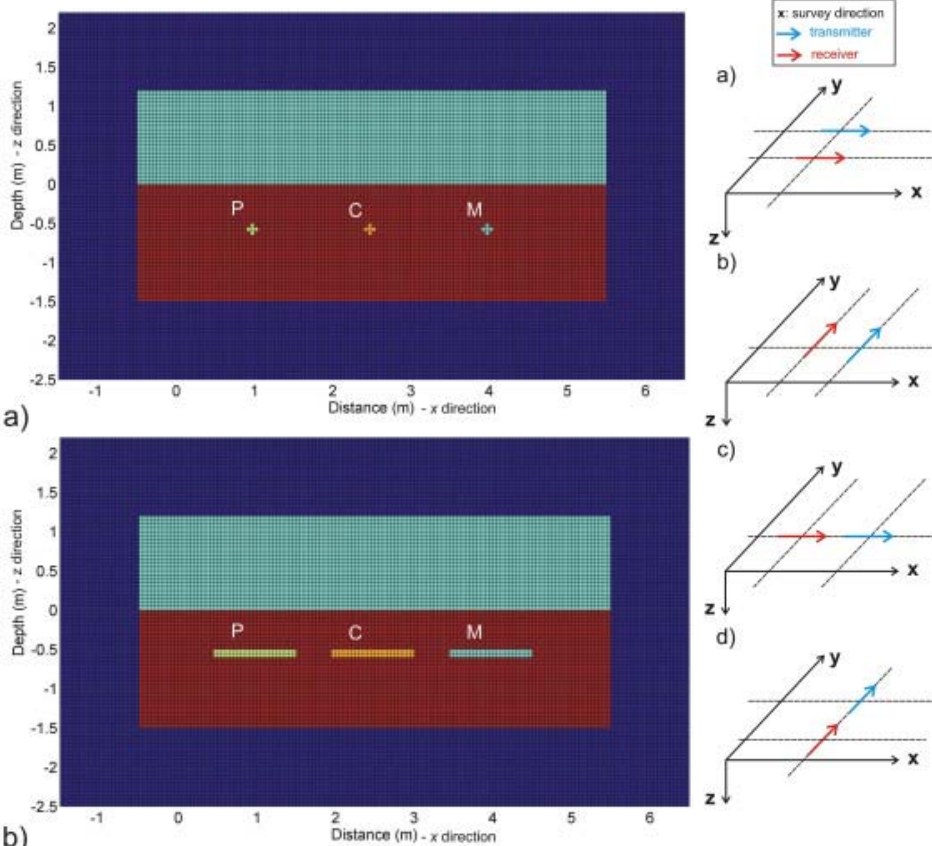 2
1.5
1
0.5
0
-0.5
-1
-1.5
-2
-2.5
Depth (m) - z direction
P C M
-1 0 1 2 3 4 5 6
Distance (m) - x direction
a)
2
1.5
1
0.5
0
-0.5
-1
-1.5
-2
-2.5
Depth (m) - z direction
P C M
-1 0 1 2 3 4 5 6
Distance (m) - x direction
b)
x: survey direction
transmitter
receiver
a)
y
x
z
b)
y
x
z
c)
y
x
z
d)
y
x
z